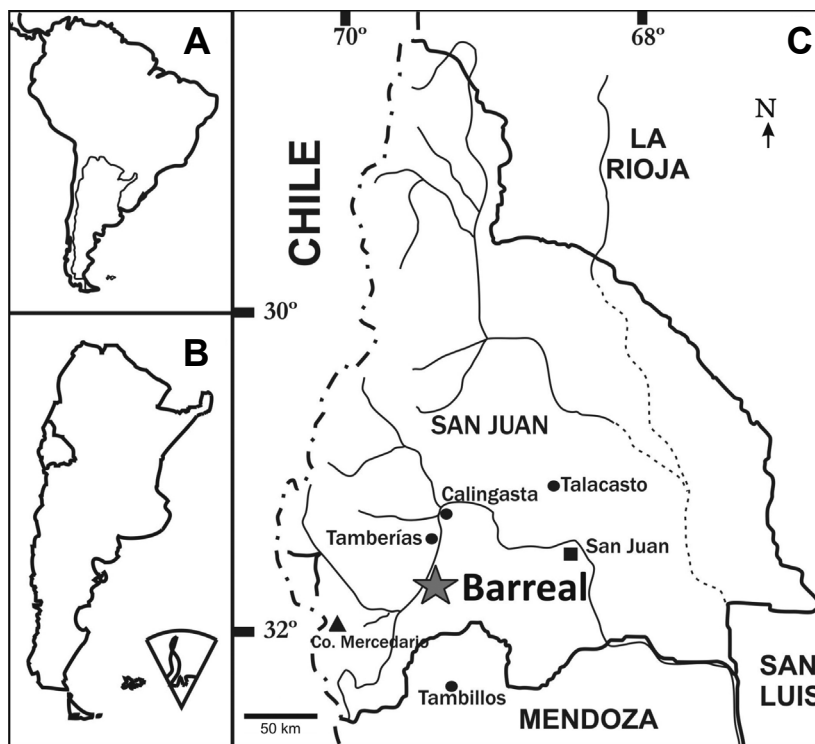 A
B
C
70º
68º
N
LA
RIOJA
CHILE
30º
SAN JUAN
Talacasto
Calingasta
Tamberías
San Juan
Barreal
32º
Co. Mercedario
Tambillos
SAN
LUIS
MENDOZA
50 km